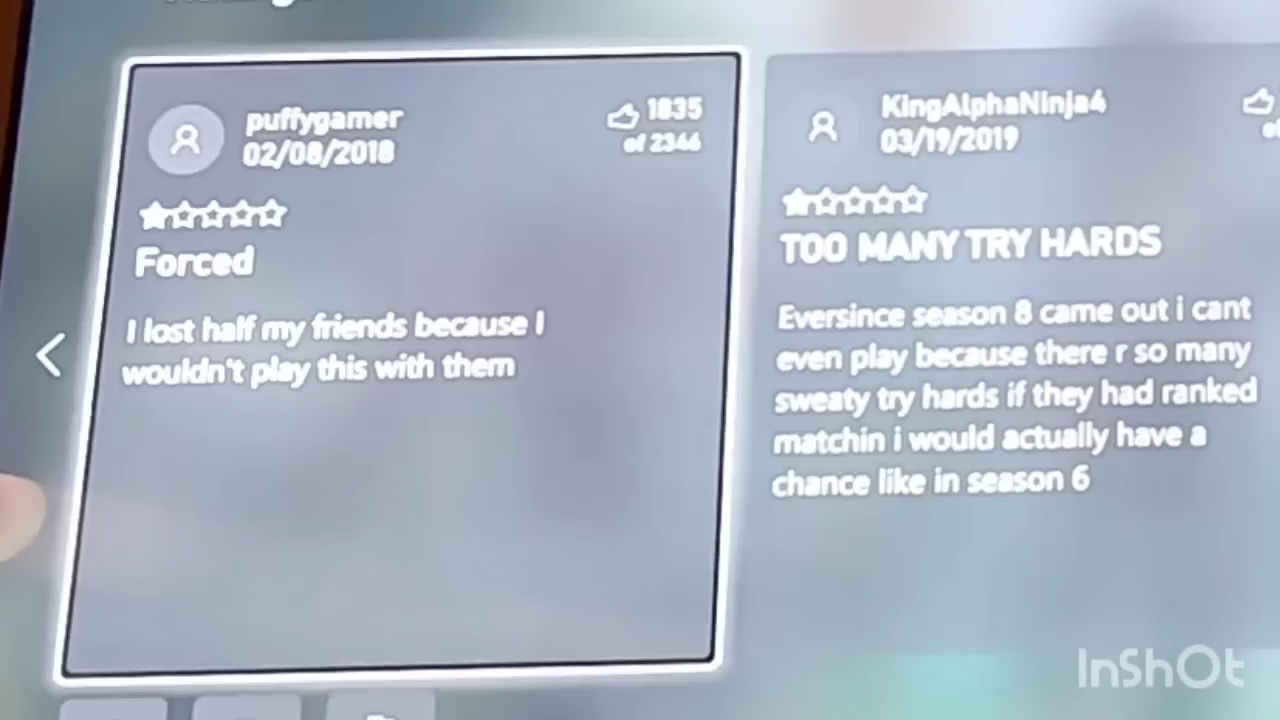 puffygamer
02/08/2018
1835
of 2346
Forced
I lost half my friends because I
wouldn't play this with them
KingAlphaNinja4
03/19/2019
TOO MANY TRY HARDS
Eversince season 8 came out i cant
even play because there r so many
sweaty try hards if they had ranked
matchin i would actually have a
chance like in season 6
InShOt